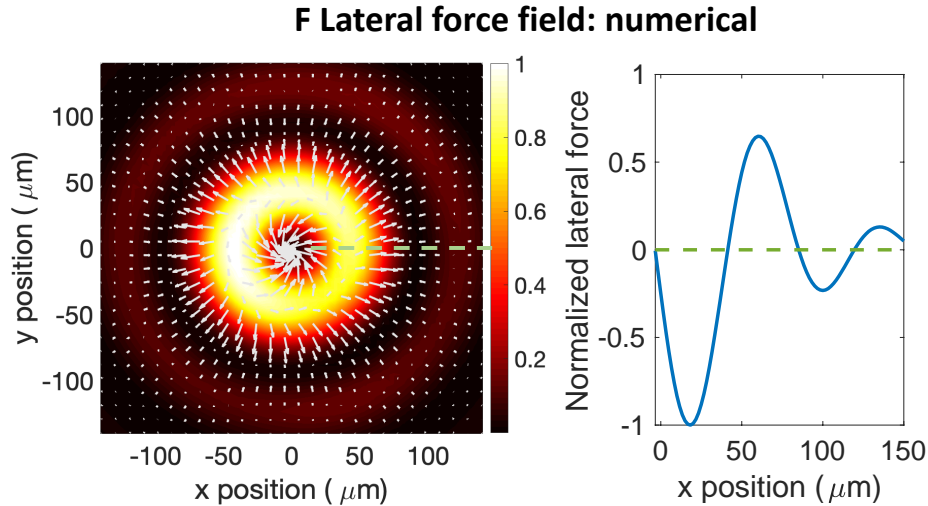 F Lateral force field: numerical
y position ( μm)
100
50
0
-50
-100
-100 -50 0 50 100
x position ( μm)
1
0.8
0.6
0.4
0.2
Normalized lateral force
1
0.5
0
-0.5
-1
0 50 100 150
x position ( μm)